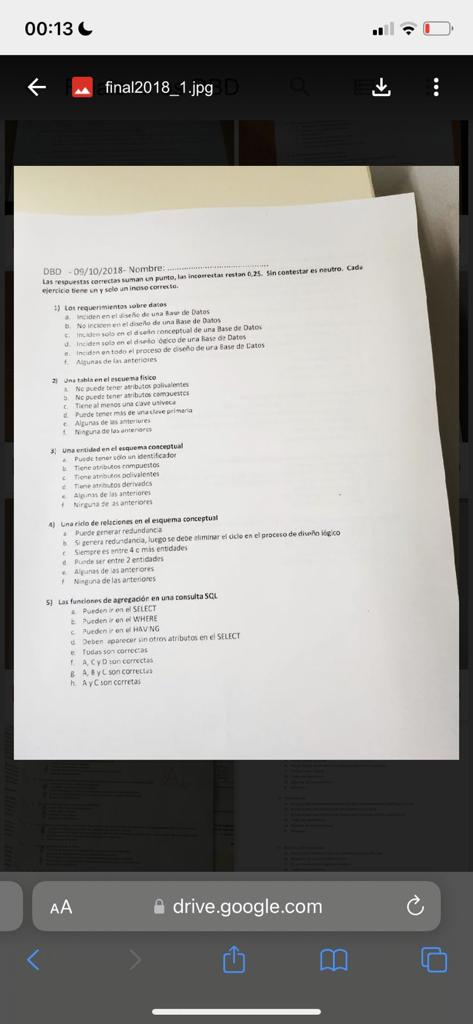 00:13
final2018_1.jpg
DBD - 09/10/2018- Nombre: ..............................
Las respuestas correctas suman un punto, las incorrectas restan 0,25. Sin contestar es neutro. Cada
ejercicio tiene un y solo un inciso correcto.
1) Los requerimientos sobre datos
a. Inciden en el diseño de una Base de Datos
b. No inciden en el diseño de una Base de Datos
c. Inciden solo en el diseño conceptual de una Base de Datos
d. Inciden solo en el diseño lógico de una Base de Datos
e. Inciden en todo el proceso de diseño de una Base de Datos
f. Algunas de las anteriores
2) Una tabla en el esquema físico
a. No puede tener atributos polivalentes
b. No puede tener atributos compuestos
c. Tiene al menos una clave univoca
d. Puede tener más de una clave primaria
e. Algunas de las anteriores
f. Ninguna de las anteriores
3) Una entidad en el esquema conceptual
a. Puede tener sólo un identificador
b. Tiene atributos compuestos
c. Tiene atributos polivalentes
d. Tiene atributos derivados
e. Algunas de las anteriores
f. Ninguna de las anteriores
4) Una ciclo de relaciones en el esquema conceptual
a. Puede generar redundancia
b. Si genera redundancia, luego se debe eliminar el ciclo en el proceso de diseño lógico
c. Siempre es entre 4 o más entidades
d. Puede ser entre 2 entidades
e. Algunas de las anteriores
f. Ninguna de las anteriores
5) Las funciones de agregación en una consulta SQL
a. Pueden ir en el SELECT
b. Pueden ir en el WHERE
c. Pueden ir en el HAVING
d. Deben aparecer sin otros atributos en el SELECT
e. Todas son correctas
f. A, C y D son correctas
g. A, B y C son correctas
h. A y C son corretas
AA
drive.google.com